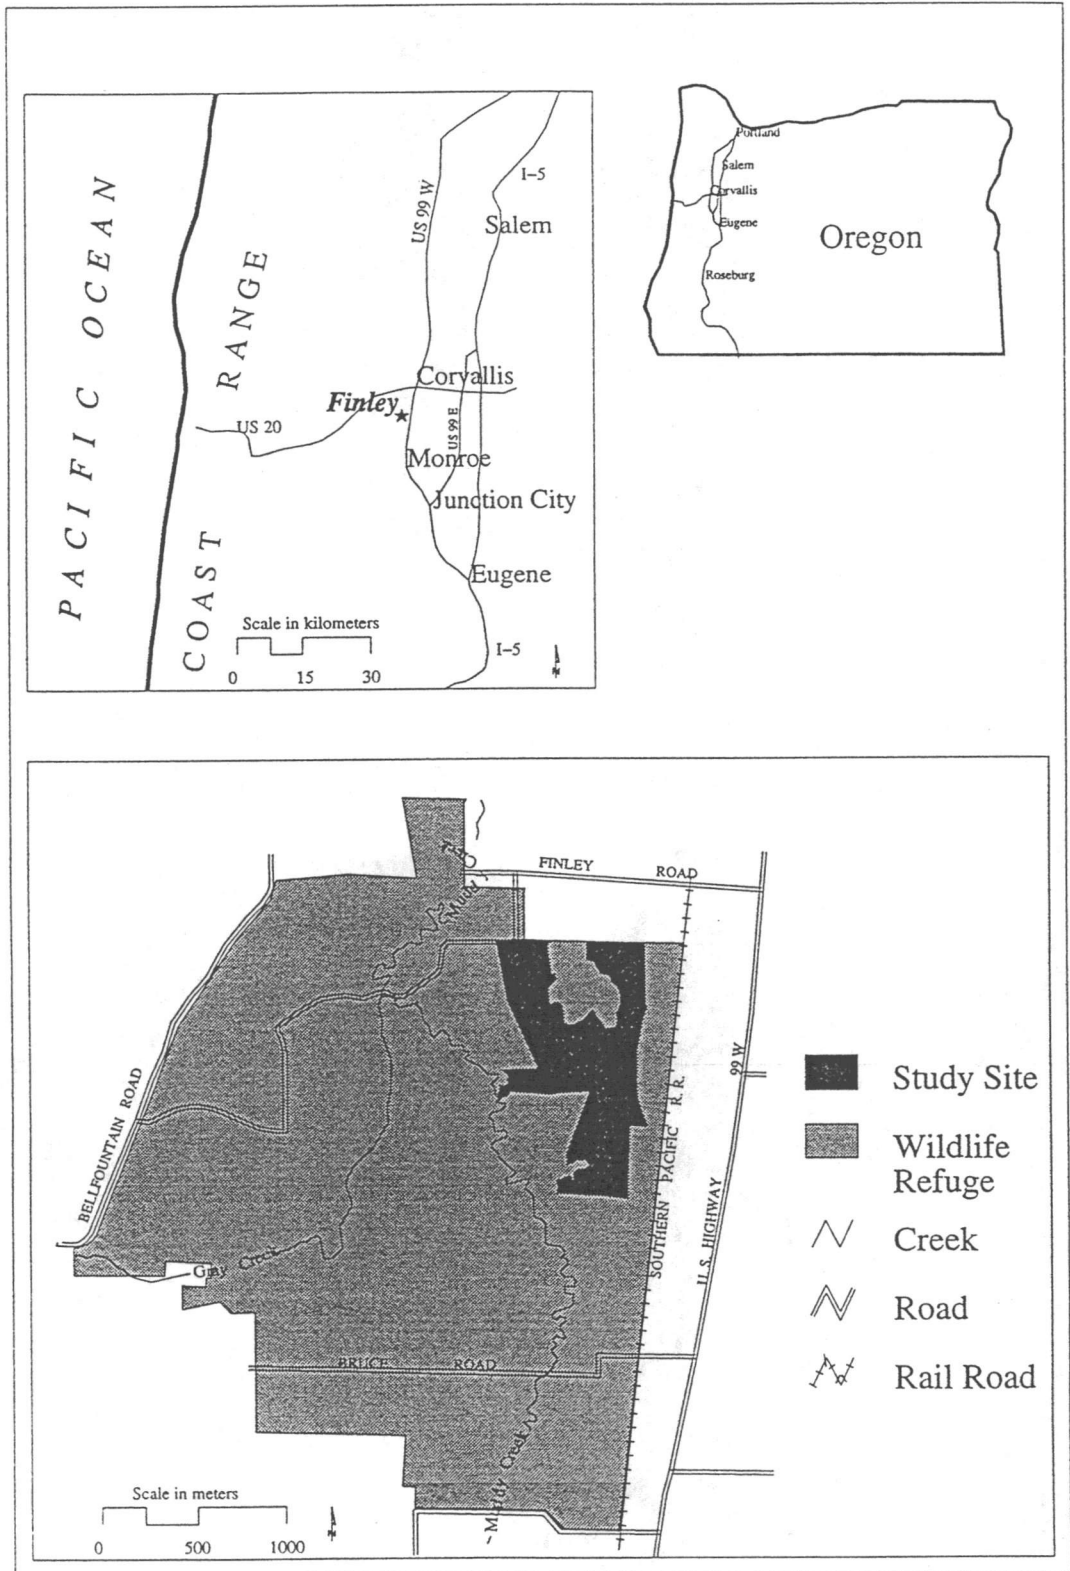 PACIFIC OCEAN
COAST RANGE
US 99 W
I-5
Salem
Corvallis
Finley
US 20
US 99 E
Monroe
Junction City
Eugene
I-5
Scale in kilometers
0 15 30
N
Portland
Salem
Corvallis
Eugene
Roseburg
Oregon
FINLEY ROAD
Muddy Creek
BELLFOUNTAIN ROAD
99 W
U.S. HIGHWAY
SOUTHERN PACIFIC R.R.
Gray Creek
BRUCE ROAD
Muddy Creek
Scale in meters
0 500 1000
N
Study Site
Wildlife
Refuge
Creek
Road
Rail Road